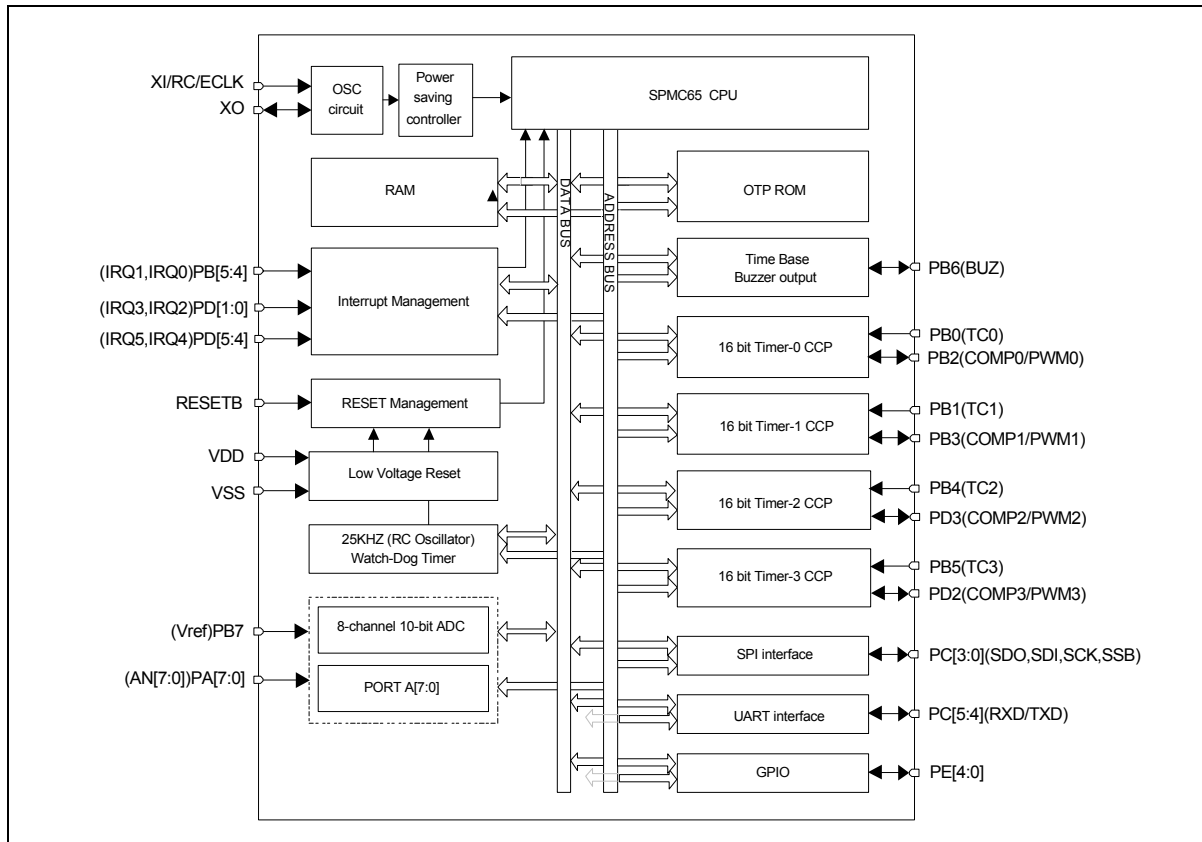 XI/RC/ECLK
XO
OSC
circuit
Power
saving
controller
SPMC65 CPU
RAM
DATA BUS
ADDRESS BUS
OTP ROM
(IRQ1,IRQ0)PB[5:4]
(IRQ3,IRQ2)PD[1:0]
(IRQ5,IRQ4)PD[5:4]
Interrupt Management
Time Base
Buzzer output
PB6(BUZ)
16 bit Timer-0 CCP
PB0(TC0)
PB2(COMP0/PWM0)
RESETB
RESET Management
16 bit Timer-1 CCP
PB1(TC1)
PB3(COMP1/PWM1)
VDD
VSS
Low Voltage Reset
16 bit Timer-2 CCP
PB4(TC2)
PD3(COMP2/PWM2)
25KHZ (RC Oscillator)
Watch-Dog Timer
16 bit Timer-3 CCP
PB5(TC3)
PD2(COMP3/PWM3)
(Vref)PB7
8-channel 10-bit ADC
(AN[7:0])PA[7:0]
PORT A[7:0]
SPI interface
PC[3:0](SDO,SDI,SCK,SSB)
UART interface
PC[5:4](RXD/TXD)
GPIO
PE[4:0]